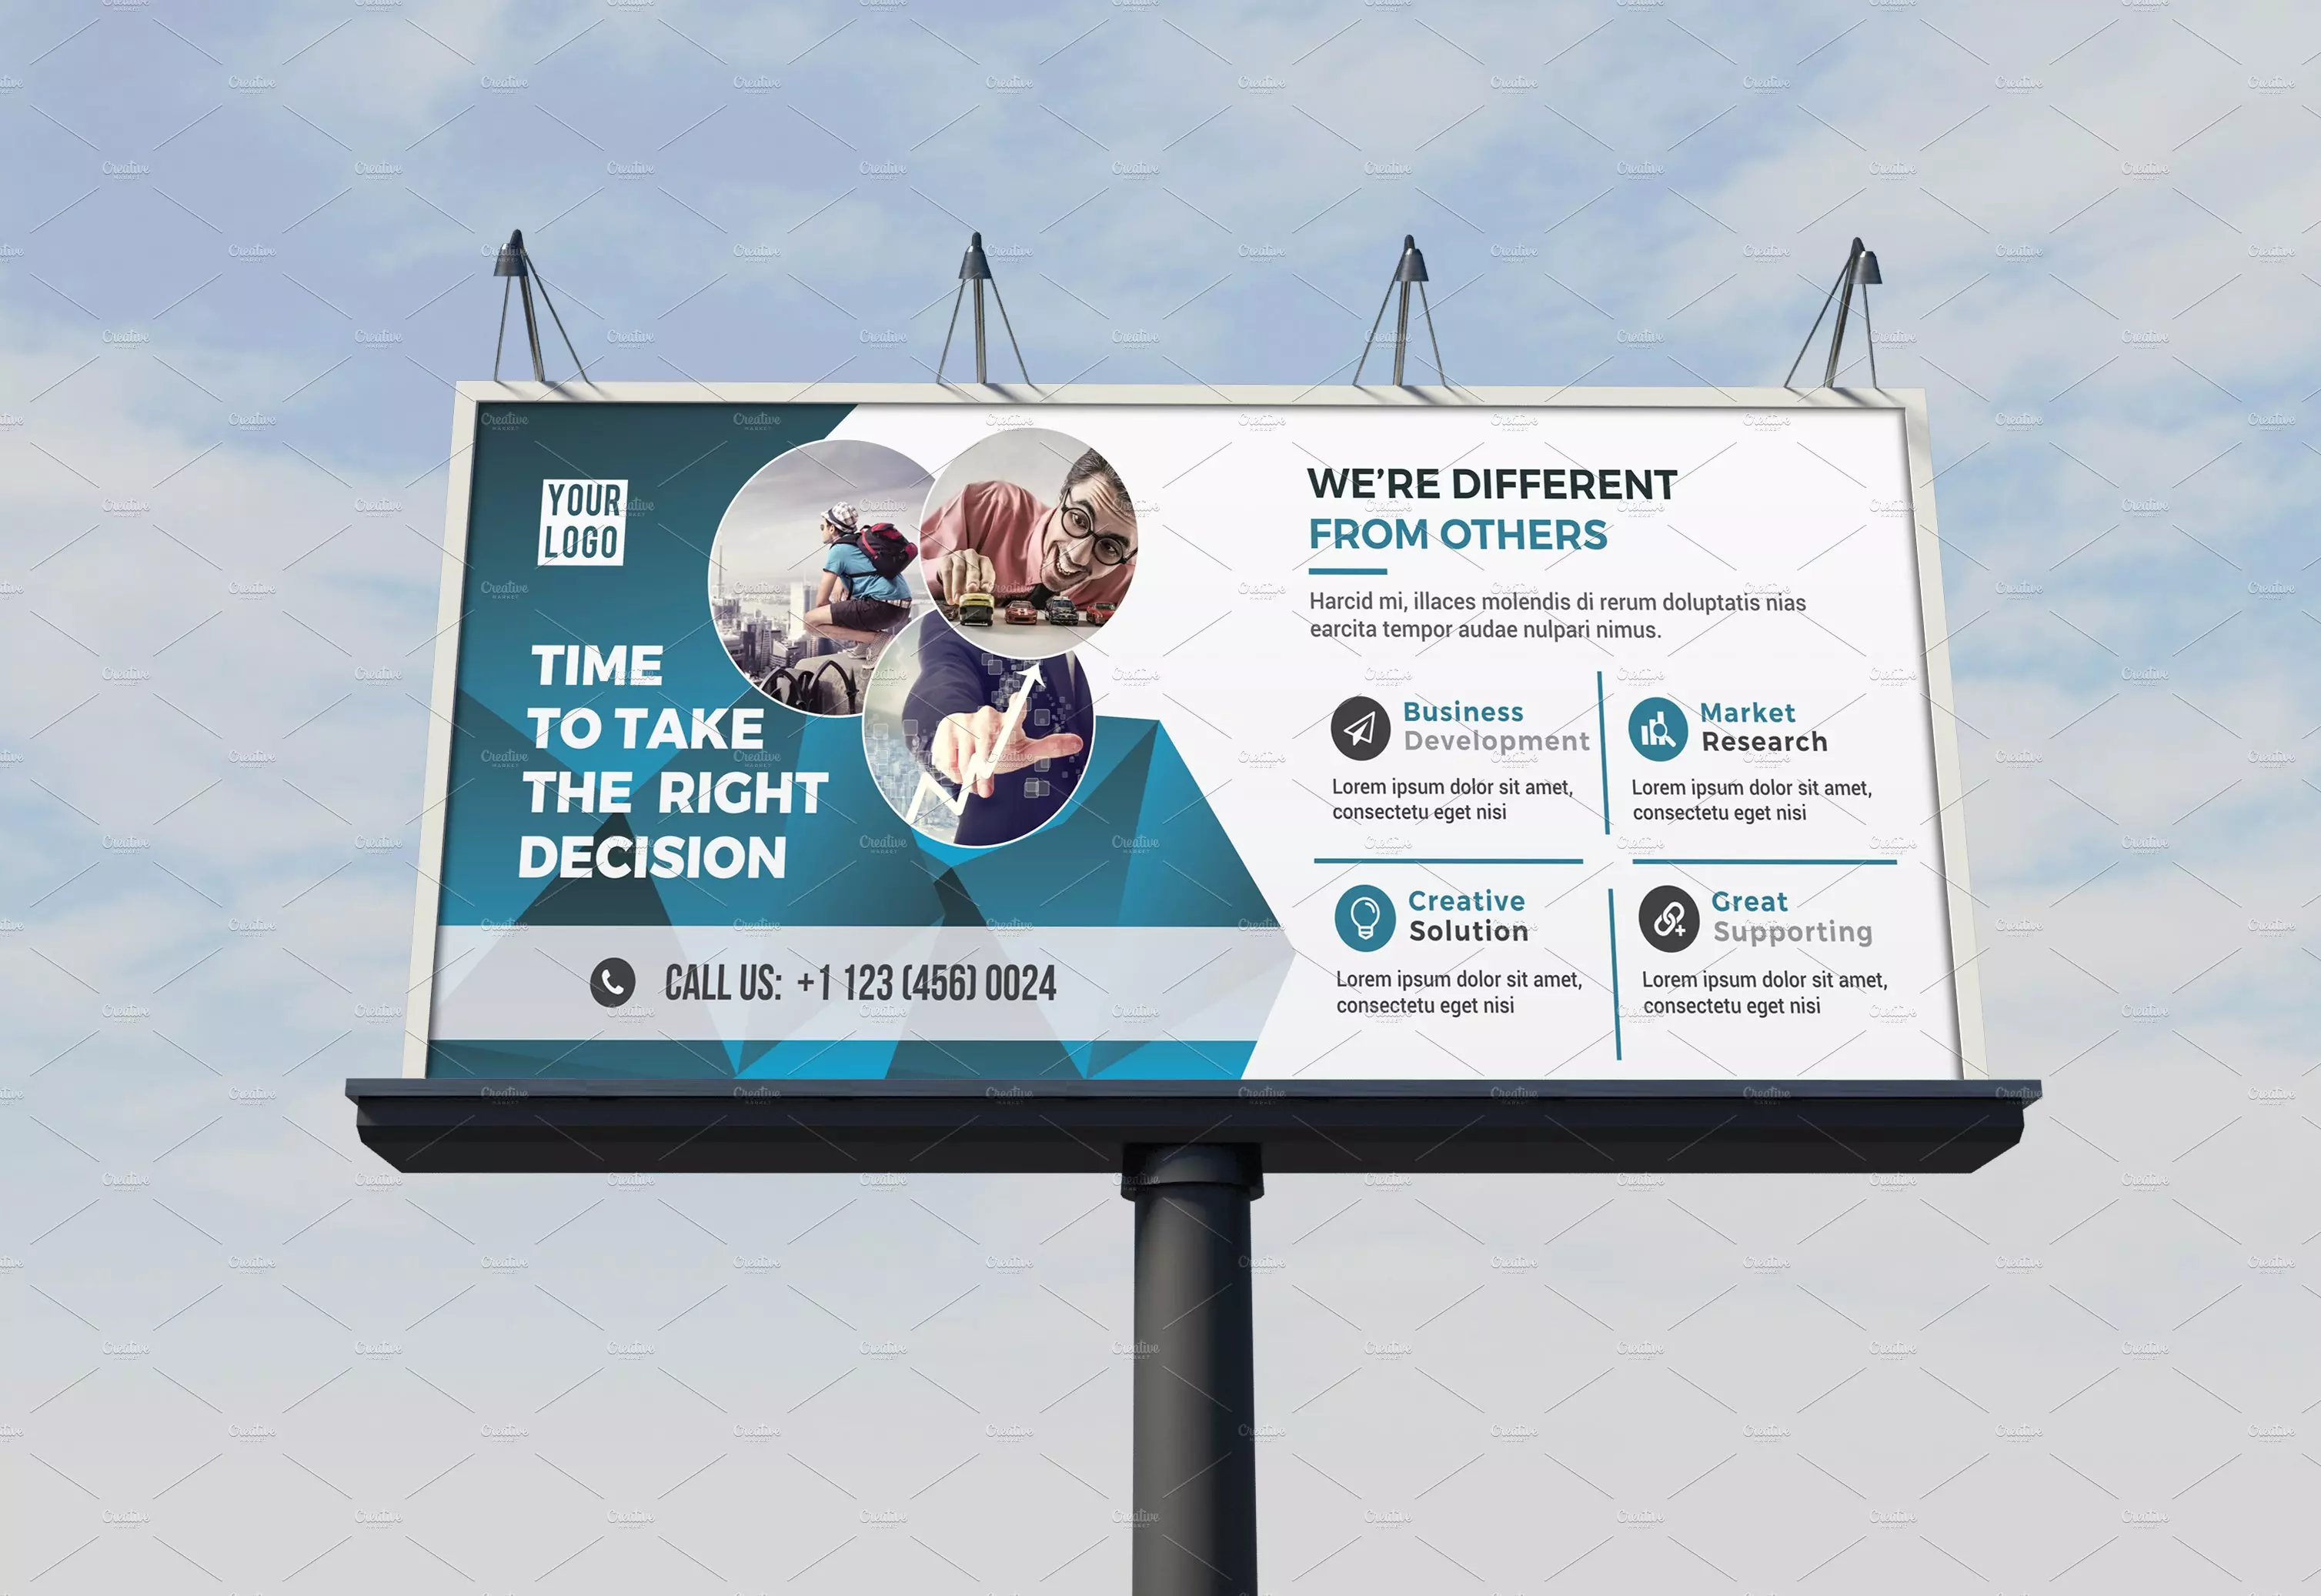 YOUR
LOGO
TIME
TO TAKE
THE RIGHT
DECISION
CALL US: +1 123 (456) 0024
WE'RE DIFFERENT
FROM OTHERS
Harcid mi, illaces molendis di rerum doluptatis nias
earcita tempor audae nulpari nimus.
Business
Development
Lorem ipsum dolor sit amet,
consectetu eget nisi
Market
Research
Lorem ipsum dolor sit amet,
consectetu eget nisi
Creative
Solution
Lorem ipsum dolor sit amet,
consectetu eget nisi
Great
Supporting
Lorem ipsum dolor sit amet,
consectetu eget nisi
Creative
MARKET